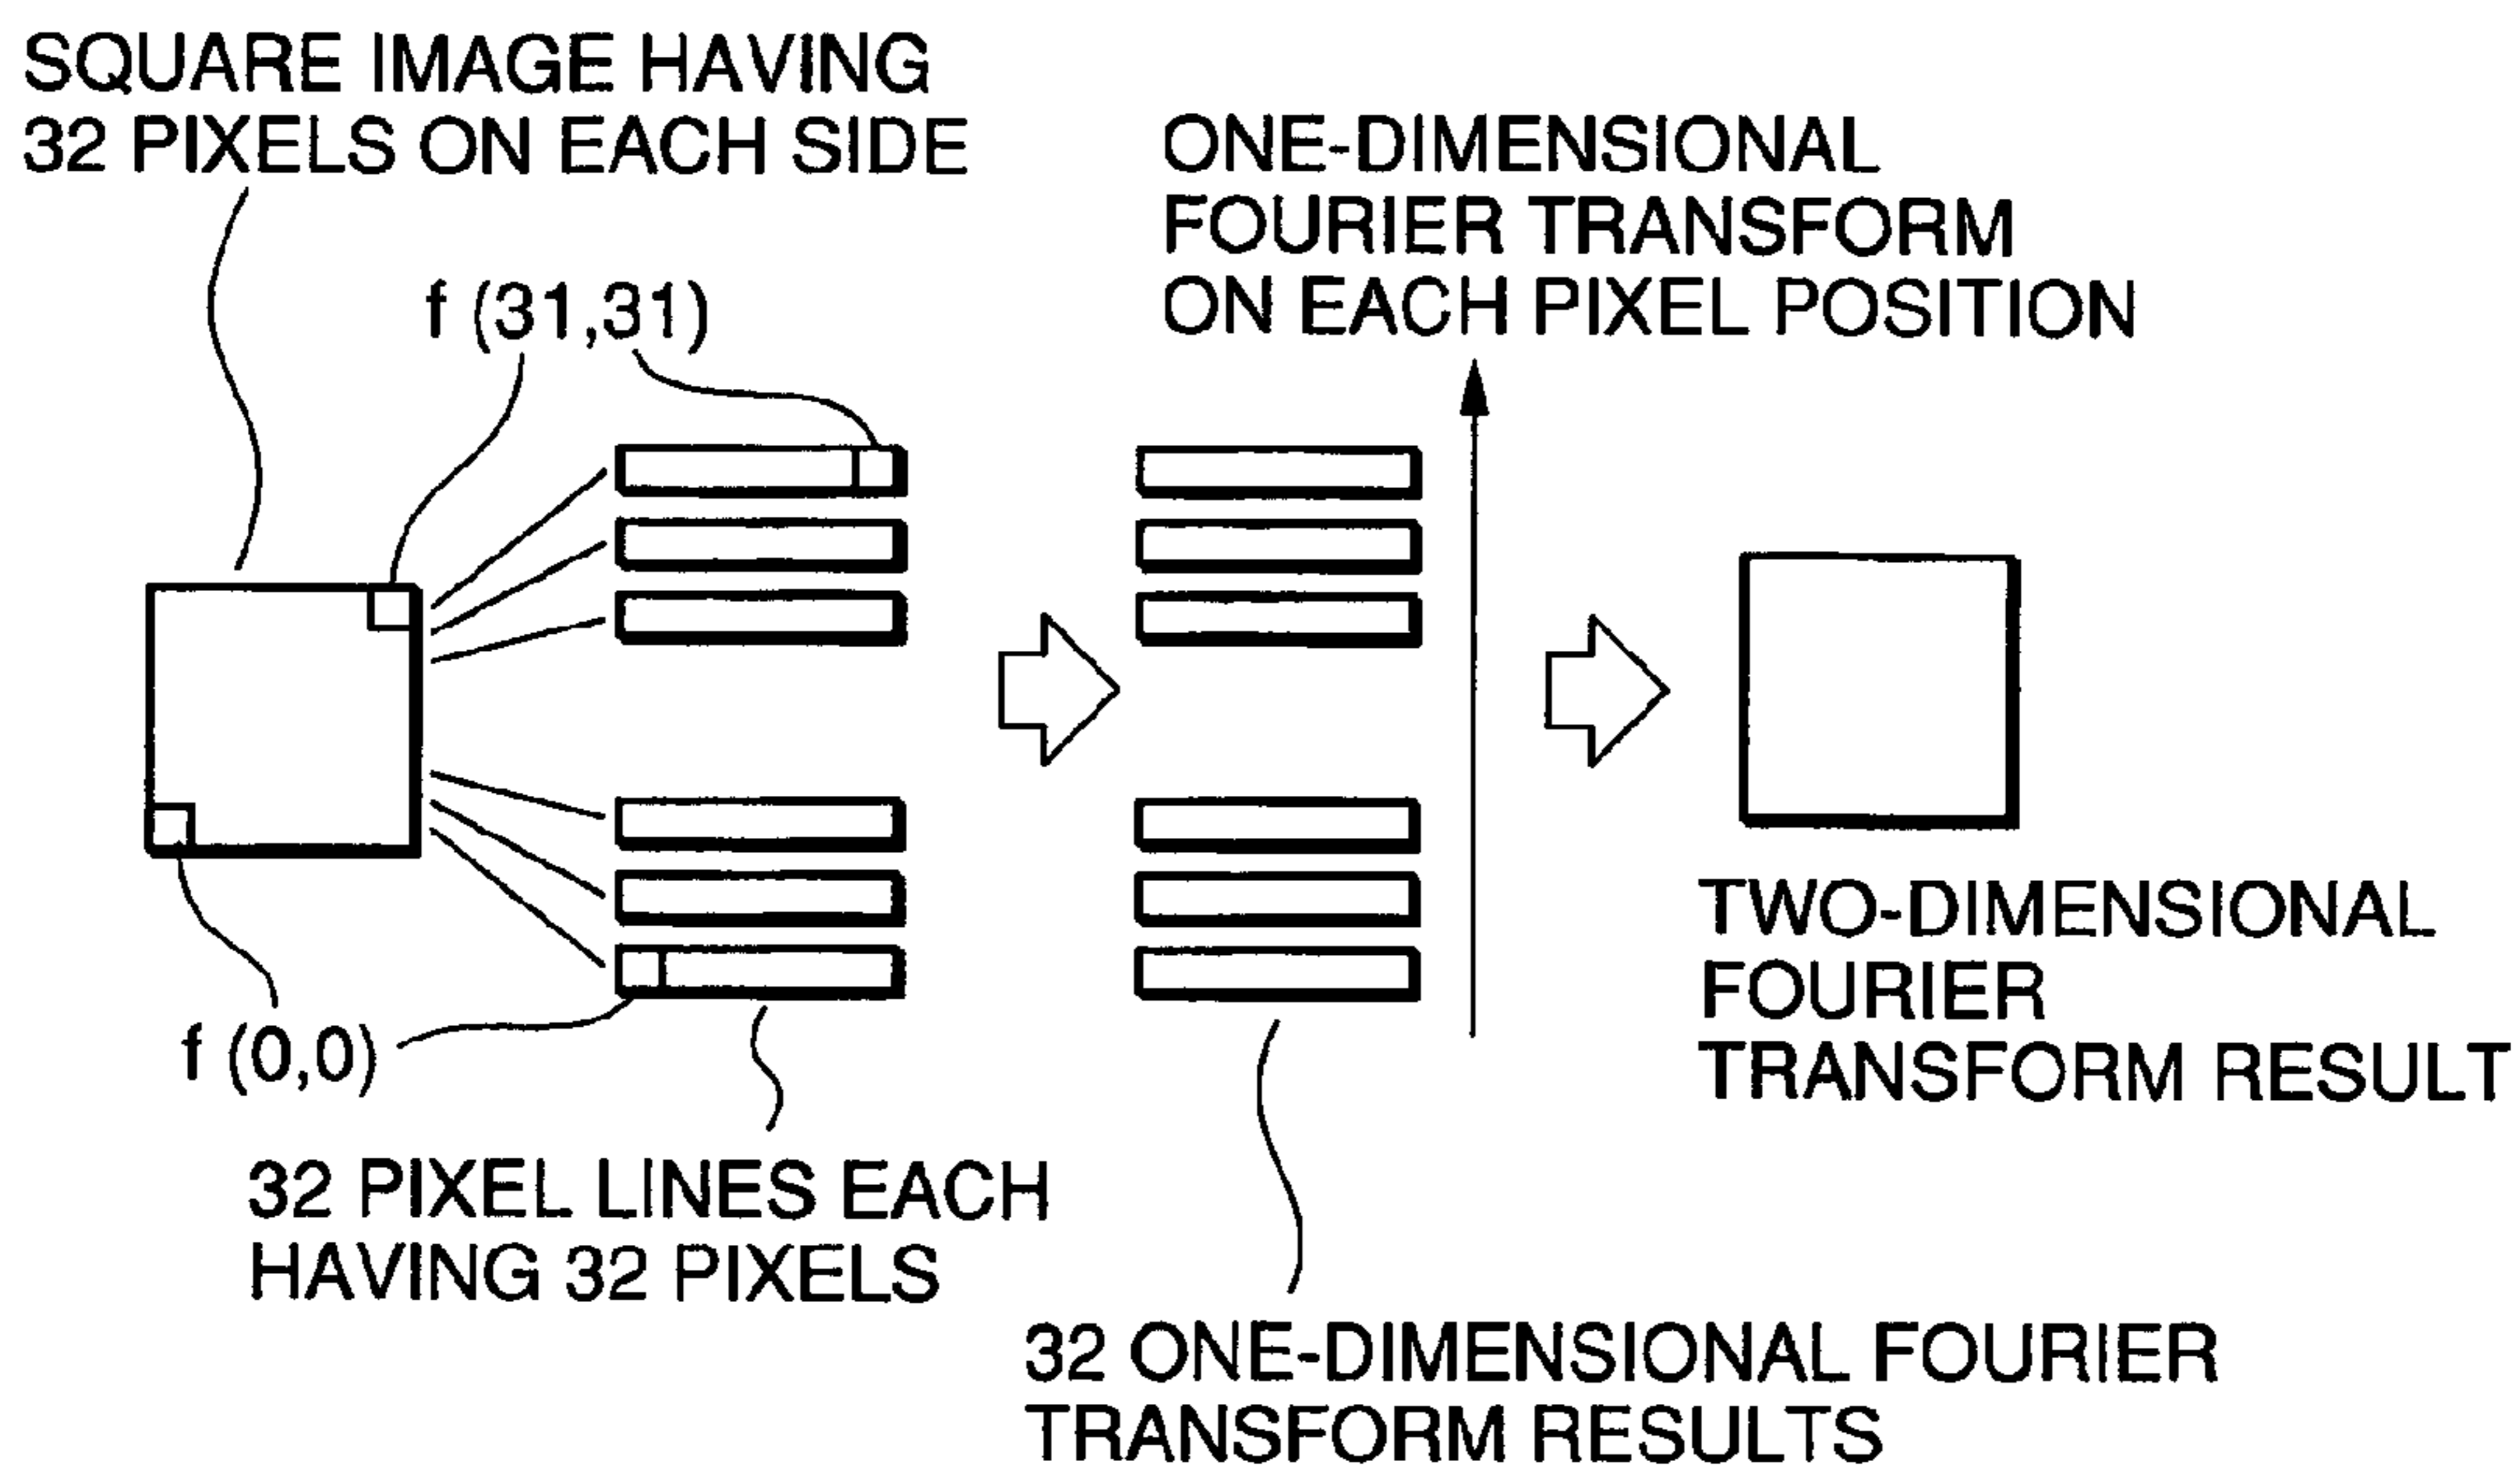 SQUARE IMAGE HAVING
32 PIXELS ON EACH SIDE
ONE-DIMENSIONAL
FOURIER TRANSFORM
ON EACH PIXEL POSITION
f (31,31)
f (0,0)
TWO-DIMENSIONAL
FOURIER
TRANSFORM RESULT
32 PIXEL LINES EACH
HAVING 32 PIXELS
32 ONE-DIMENSIONAL FOURIER
TRANSFORM RESULTS